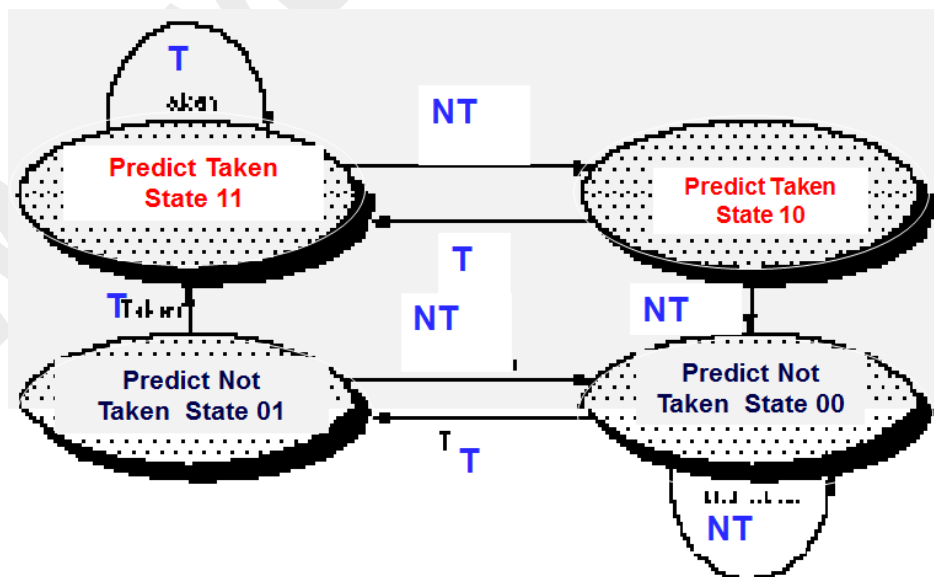 T
NT
Predict Taken
State 11
Predict Taken
State 10
T
T
NT
NT
Predict Not
Taken State 01
Predict Not
Taken State 00
T
T
NT